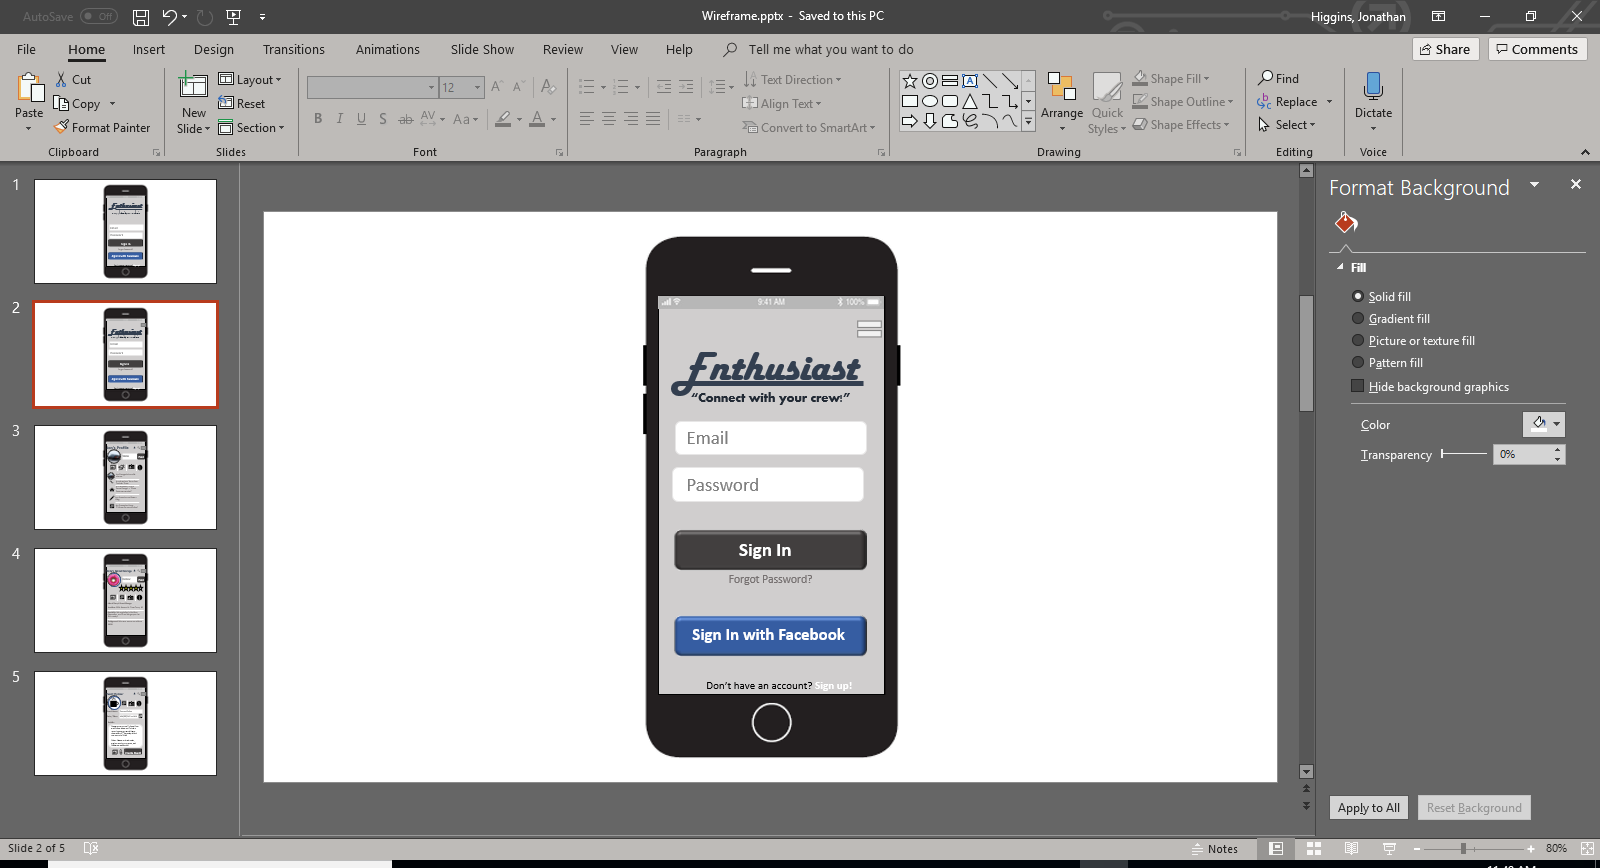 AutoSave Off
Wireframe.pptx - Saved to this PC
Higgins, Jonathan
File Home Insert Design Transitions Animations Slide Show Review View Help Tell me what you want to do
Share Comments
Paste
Cut
Copy
Format Painter
Clipboard
New Slide
Layout
Reset
Section
Slides
12
A A A
B I U S ab AV Aa A
Font
Text Direction
Align Text
Convert to SmartArt
Paragraph
A
Arrange
Quick Styles
Shape Fill
Shape Outline
Shape Effects
Drawing
Find
Replace
Select
Editing
Dictate
Voice
1
2
3
4
5
9:41 AM 100%
Enthusiast
"Connect with your crew!"
Email
Password
Sign In
Forgot Password?
Sign In with Facebook
Don't have an account? Sign up!
Format Background
Fill
Solid fill
Gradient fill
Picture or texture fill
Pattern fill
Hide background graphics
Color
Transparency 0%
Apply to All Reset Background
Slide 2 of 5
Notes
80%